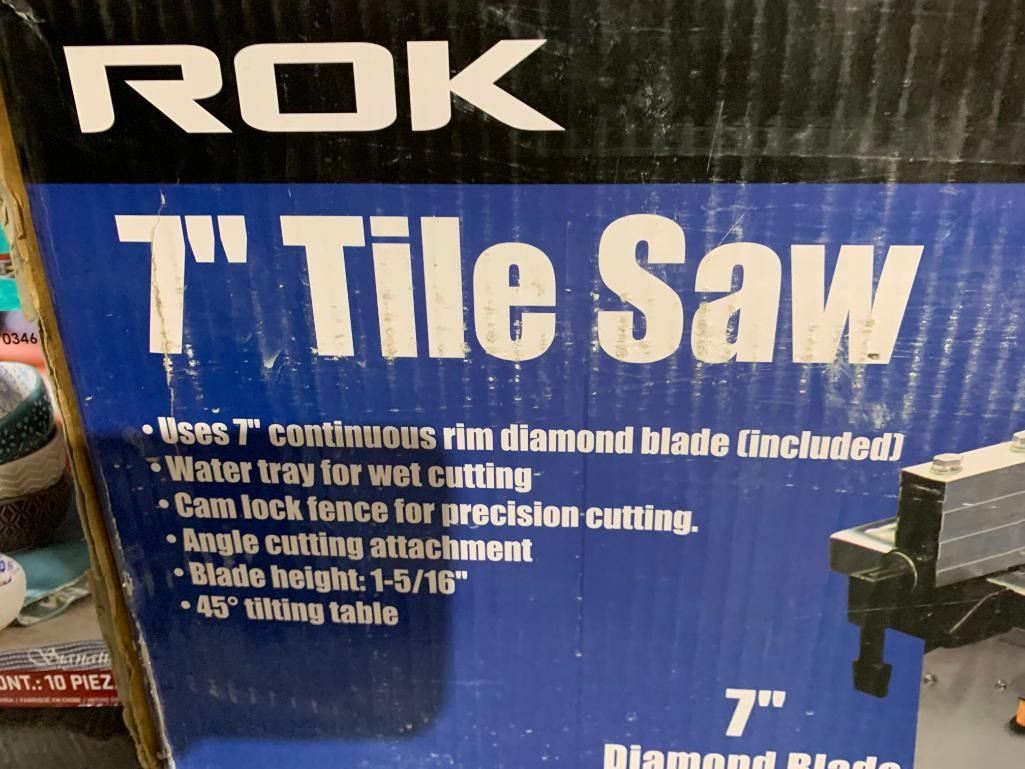 ROK
7" Tile Saw
• Uses 7" continuous rim diamond blade (included)
• Water tray for wet cutting
• Cam lock fence for precision cutting.
• Angle cutting attachment
• Blade height: 1-5/16"
• 45° tilting table
7"
Diamond Blade
0346
ONT.: 10 PIEZ